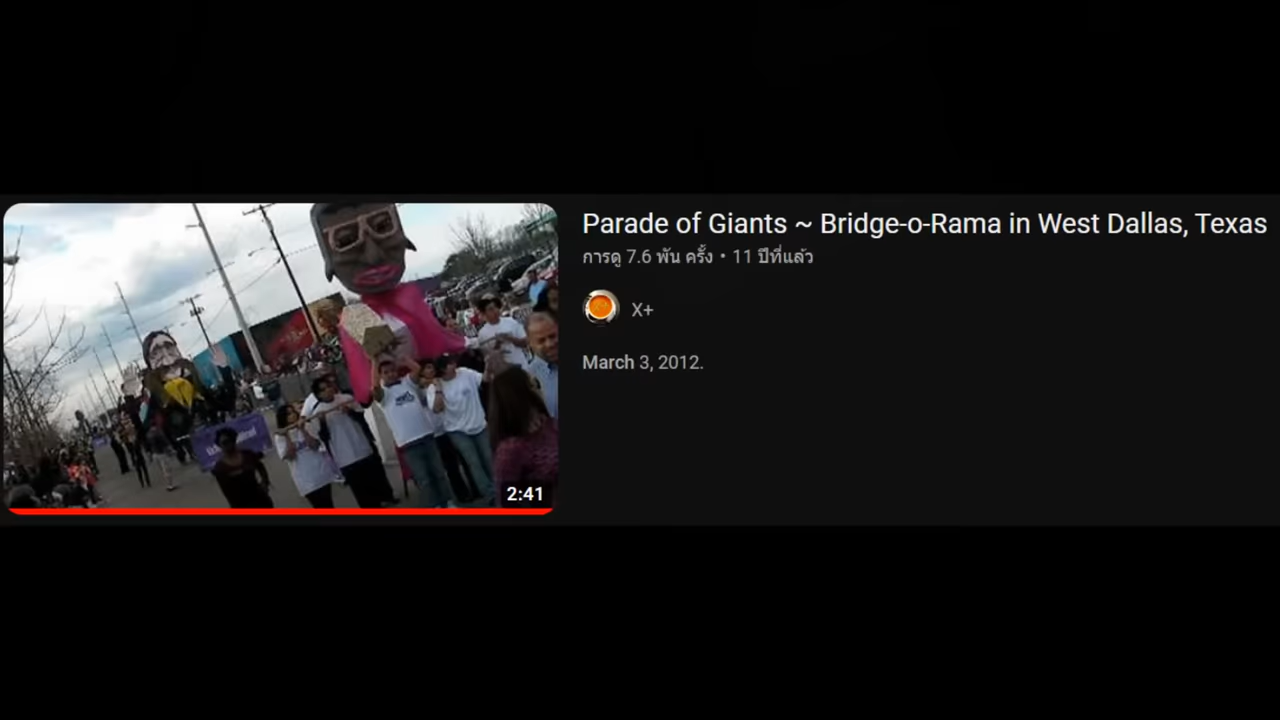 Parade of Giants ~ Bridge-o-Rama in West Dallas, Texas
การดู 7.6 พัน ครั้ง • 11 ปีที่แล้ว
X+
March 3, 2012.
2:41